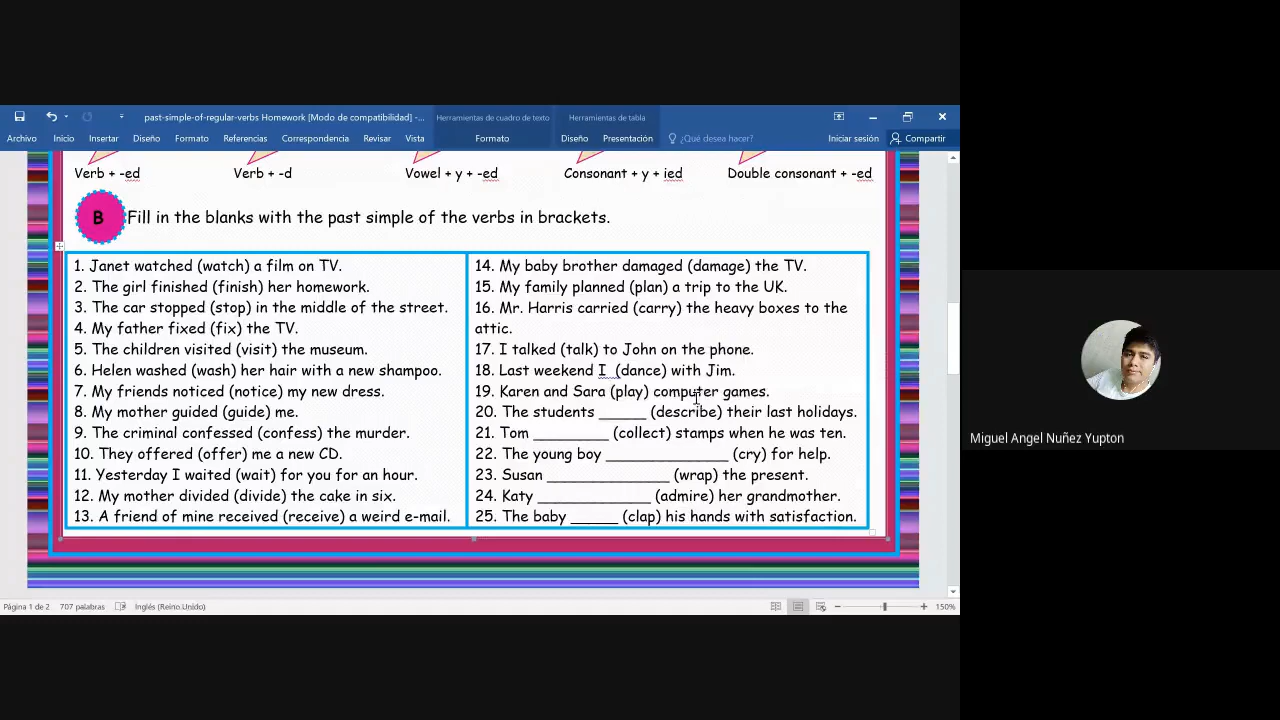 past-simple-of-regular-verbs Homework [Modo de compatibilidad] -...
Herramientas de cuadro de texto
Herramientas de tabla
Archivo Inicio Insertar Diseño Formato Referencias Correspondencia Revisar Vista Formato Diseño Presentación ¿Qué desea hacer? Iniciar sesión Compartir
Verb + -ed Verb + -d Vowel + y + -ed Consonant + y + ied Double consonant + -ed
B Fill in the blanks with the past simple of the verbs in brackets.
1. Janet watched (watch) a film on TV.
2. The girl finished (finish) her homework.
3. The car stopped (stop) in the middle of the street.
4. My father fixed (fix) the TV.
5. The children visited (visit) the museum.
6. Helen washed (wash) her hair with a new shampo.
7. My friends noticed (notice) my new dress.
8. My mother guided (guide) me.
9. The criminal confessed (confess) the murder.
10. They offered (offer) me a new CD.
11. Yesterday I waited (wait) for you for an hour.
12. My mother divided (divide) the cake in six.
13. A friend of mine received (receive) a weird e-mail.
14. My baby brother damaged (damage) the TV.
15. My family planned (plan) a trip to the UK.
16. Mr. Harris carried (carry) the heavy boxes to the
attic.
17. I talked (talk) to John on the phone.
18. Last weekend I (dance) with Jim.
19. Karen and Sara (play) computer games.
20. The students _____ (describe) their last holidays.
21. Tom ________ (collect) stamps when he was ten.
22. The young boy _____________ (cry) for help.
23. Susan _____________ (wrap) the present.
24. Katy ____________ (admire) her grandmother.
25. The baby _____ (clap) his hands with satisfaction.
Página 1 de 2 707 palabras Inglés (Reino Unido) 150%
Miguel Angel Nuñez Yupton